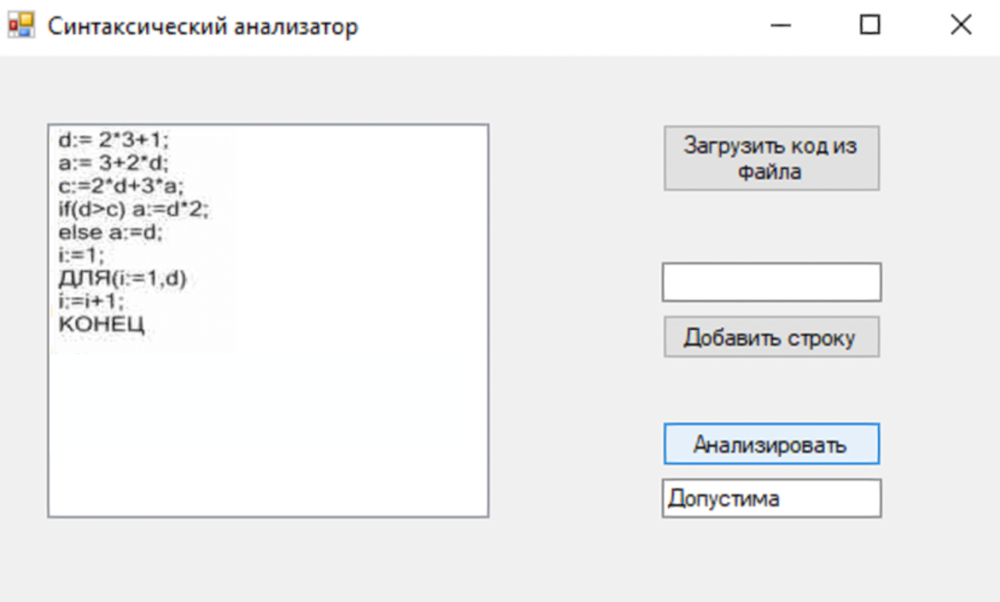 Синтаксический анализатор
d:= 2*3+1;
a:= 3+2*d;
c:=2*d+3*a;
if(d>c) a:=d*2;
else a:=d;
i:=1;
ДЛЯ(i:=1,d)
i:=i+1;
КОНЕЦ
Загрузить код из
файла
Добавить строку
Анализировать
Допустима